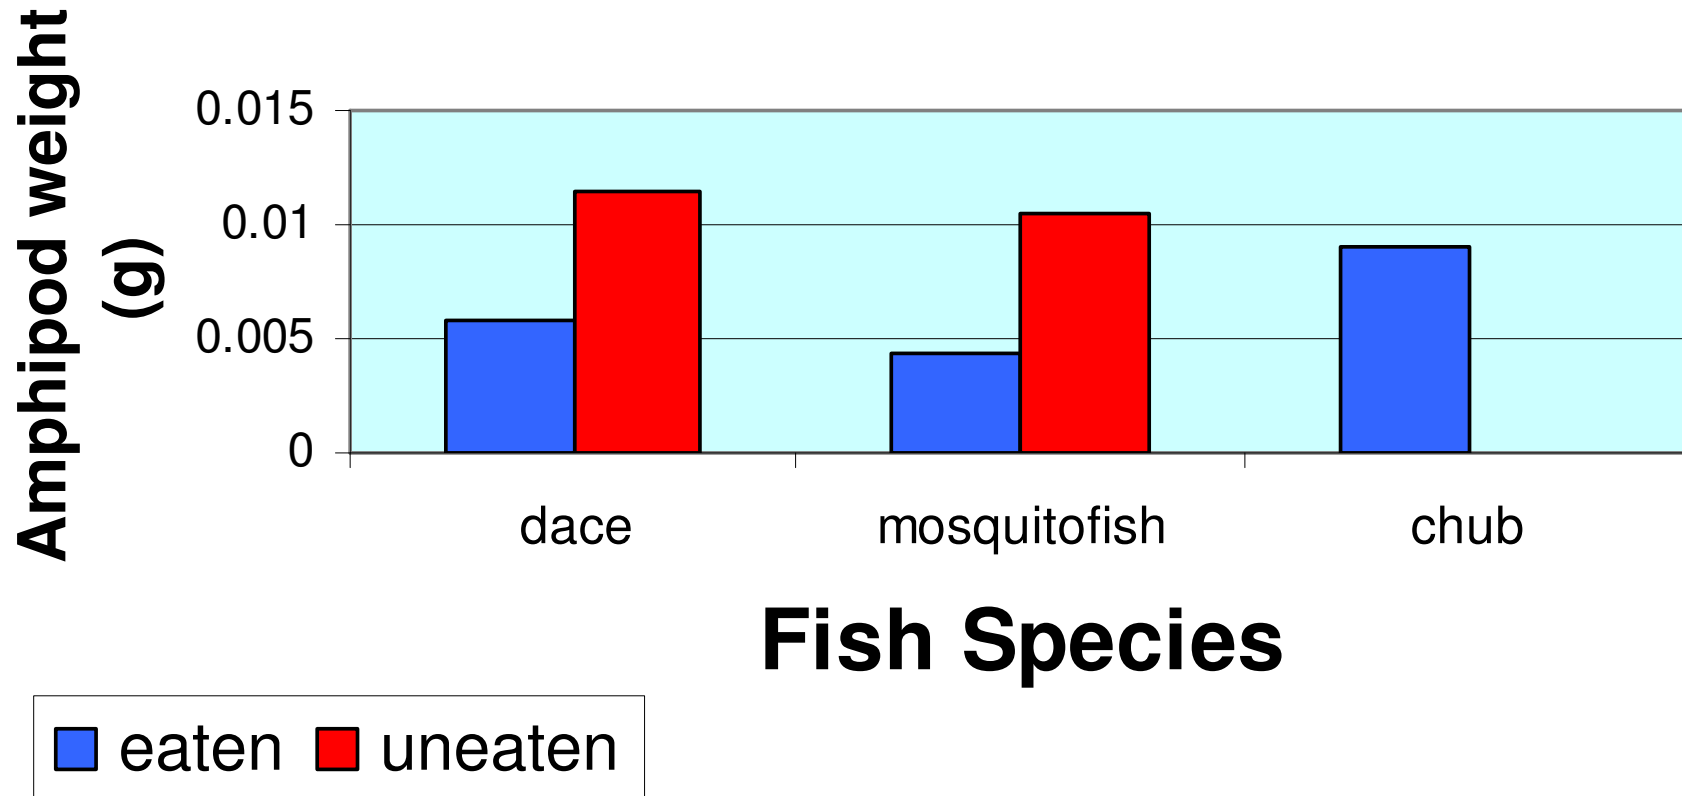 Amphipod weight
(g)
0.015
0.01
0.005
0
dace mosquitofish chub
Fish Species
eaten uneaten